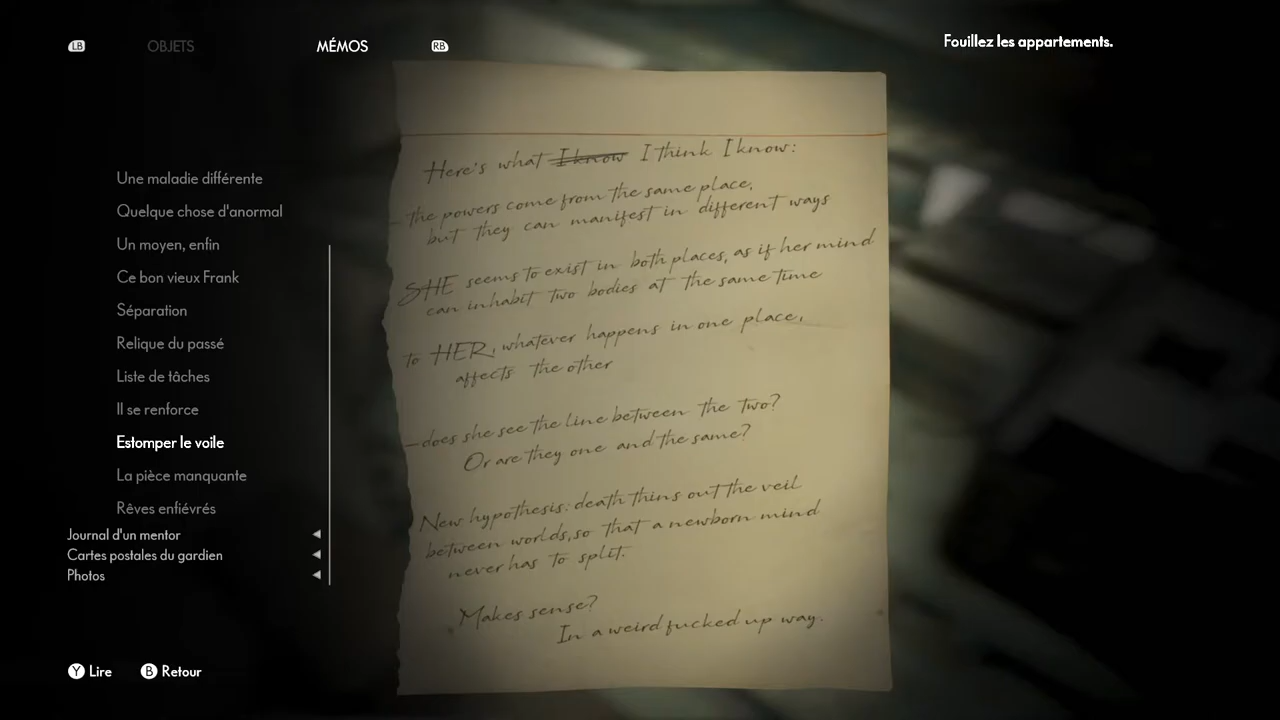 LB OBJETS MÉMOS RB
Fouillez les appartements.
Une maladie différente
Quelque chose d'anormal
Un moyen, enfin
Ce bon vieux Frank
Séparation
Relique du passé
Liste de tâches
Il se renforce
Estomper le voile
La pièce manquante
Rêves enfiévrés
Journal d'un mentor
Cartes postales du gardien
Photos
Y Lire B Retour
Here's what I know I think I know:
- the powers come from the same place,
but they can manifest in different ways
SHE seems to exist in both places, as if her mind
can inhabit two bodies at the same time
to HER, whatever happens in one place,
affects the other
- does she see the line between the two?
Or are they one and the same?
New hypothesis: death thins out the veil
between worlds, so that a newborn mind
never has to split.
Makes sense?
In a weird fucked up way.